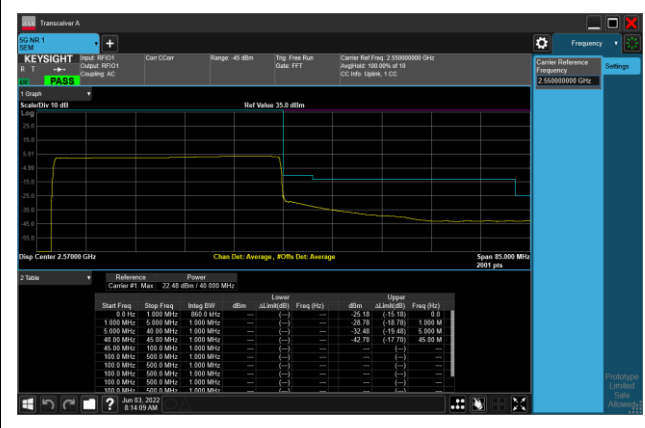 Transceiver A
5G NR 1
SEM
Frequency
KEYSIGHT
Input: RFIO1
Output: RFIO1
Coupling: AC
Corr CCorr
Range: -45 dBm
Trig: Free Run
Gate: FFT
Carrier Ref Freq: 2.550000000 GHz
Avg|Hold: 100.00% of 10
CC Info: Uplink, 1 CC
R T
PASS
Carrier Reference
Frequency
2.550000000 GHz
Settings
1 Graph
Scale/Div 10 dB
Ref Value 35.0 dBm
Log
25.0
15.0
5.01
-4.99
-15.0
-25.0
-35.0
-45.0
-55.0
Disp Center 2.57000 GHz
Chan Det: Average , #Offs Det: Average
Span 85.000 MHz
2001 pts
2 Table
Reference Power
Carrier #1 Max 22.48 dBm / 40.000 MHz
Lower Upper
Start Freq Stop Freq Integ BW dBm ΔLimit(dB) Freq (Hz) dBm ΔLimit(dB) Freq (Hz)
0.0 Hz 1.000 MHz 860.0 kHz --- (---) --- -25.18 (-15.18) 0.0
1.000 MHz 5.000 MHz 1.000 MHz --- (---) --- -28.78 (-18.78) 1.000 M
5.000 MHz 40.00 MHz 1.000 MHz --- (---) --- -32.48 (-19.48) 5.000 M
40.00 MHz 45.00 MHz 1.000 MHz --- (---) --- -42.70 (-17.70) 45.00 M
45.00 MHz 100.0 MHz 1.000 MHz --- (---) --- --- (---) ---
100.0 MHz 500.0 MHz 1.000 MHz --- (---) --- --- (---) ---
100.0 MHz 500.0 MHz 1.000 MHz --- (---) --- --- (---) ---
100.0 MHz 500.0 MHz 1.000 MHz --- (---) --- --- (---) ---
100.0 MHz 500.0 MHz 1.000 MHz --- (---) --- --- (---) ---
Jun 03, 2022
8:14:09 AM
Prototype
Limited
Sale
Allowed